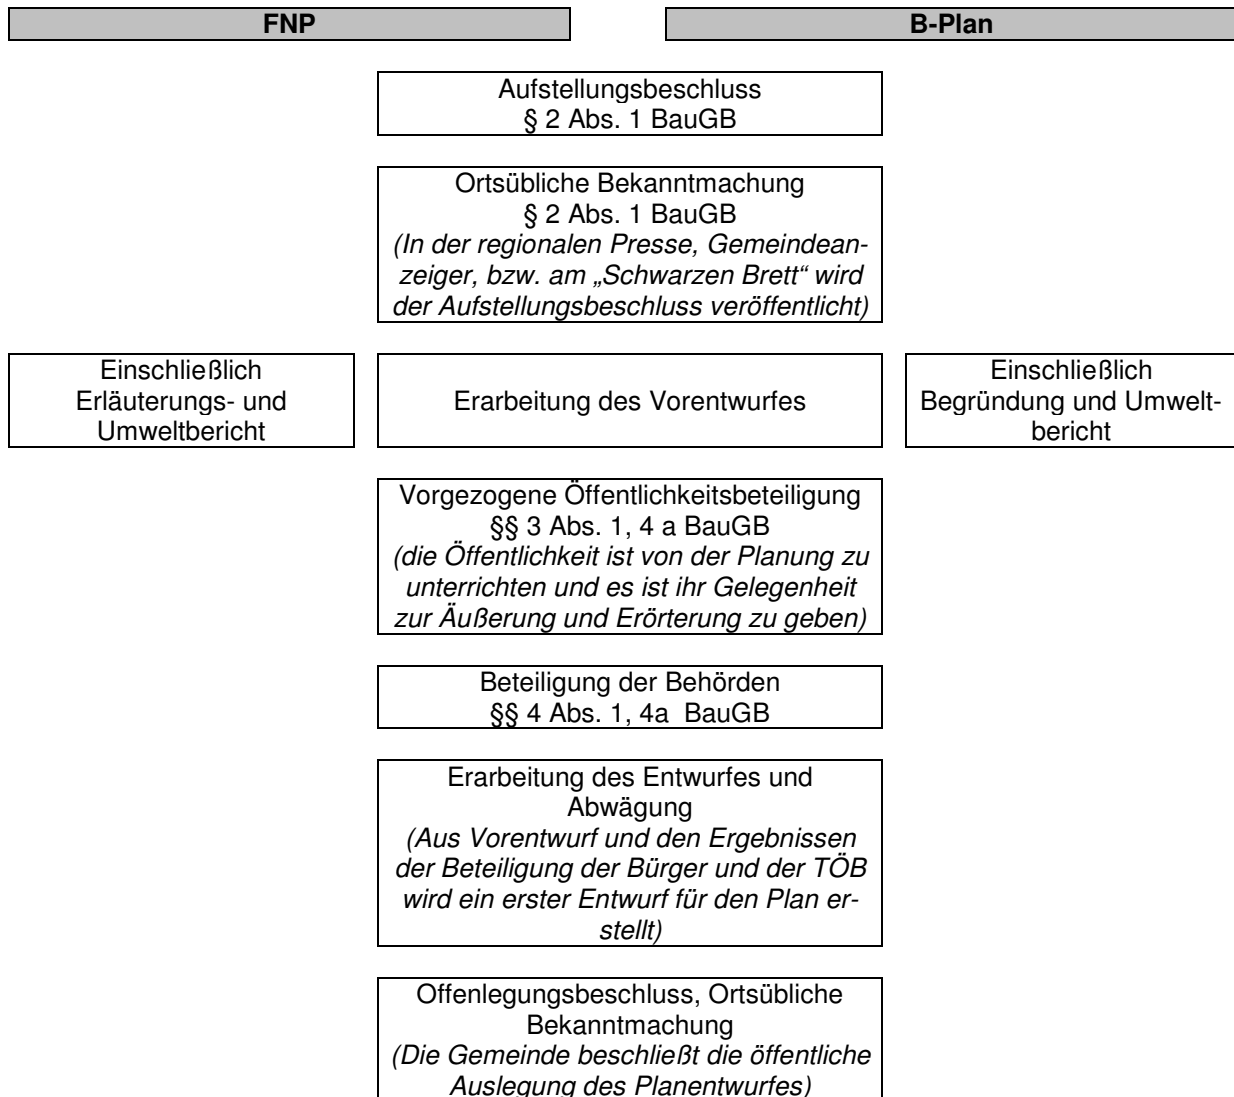 FNP
B-Plan
Aufstellungsbeschluss
§ 2 Abs. 1 BauGB
Ortsübliche Bekanntmachung
§ 2 Abs. 1 BauGB
(In der regionalen Presse, Gemeindean-
zeiger, bzw. am „Schwarzen Brett“ wird
der Aufstellungsbeschluss veröffentlicht)
Einschließlich
Erläuterungs- und
Umweltbericht
Erarbeitung des Vorentwurfes
Einschließlich
Begründung und Umwelt-
bericht
Vorgezogene Öffentlichkeitsbeteiligung
§§ 3 Abs. 1, 4 a BauGB
(die Öffentlichkeit ist von der Planung zu
unterrichten und es ist ihr Gelegenheit
zur Äußerung und Erörterung zu geben)
Beteiligung der Behörden
§§ 4 Abs. 1, 4a BauGB
Erarbeitung des Entwurfes und
Abwägung
(Aus Vorentwurf und den Ergebnissen
der Beteiligung der Bürger und der TÖB
wird ein erster Entwurf für den Plan er-
stellt)
Offenlegungsbeschluss, Ortsübliche
Bekanntmachung
(Die Gemeinde beschließt die öffentliche
Auslegung des Planentwurfes)